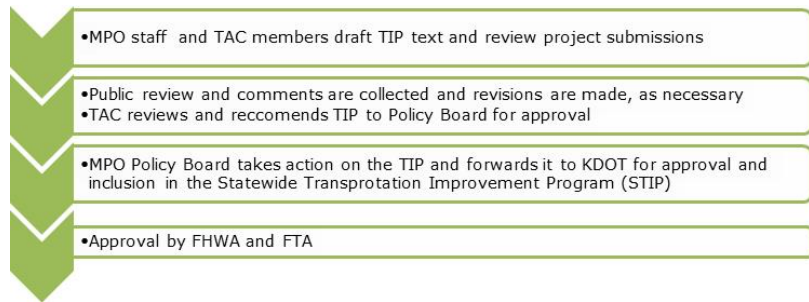 •MPO staff and TAC members draft TIP text and review project submissions
•Public review and comments are collected and revisions are made, as necessary
•TAC reviews and reccomends TIP to Policy Board for approval
•MPO Policy Board takes action on the TIP and forwards it to KDOT for approval and
inclusion in the Statewide Transprotation Improvement Program (STIP)
•Approval by FHWA and FTA